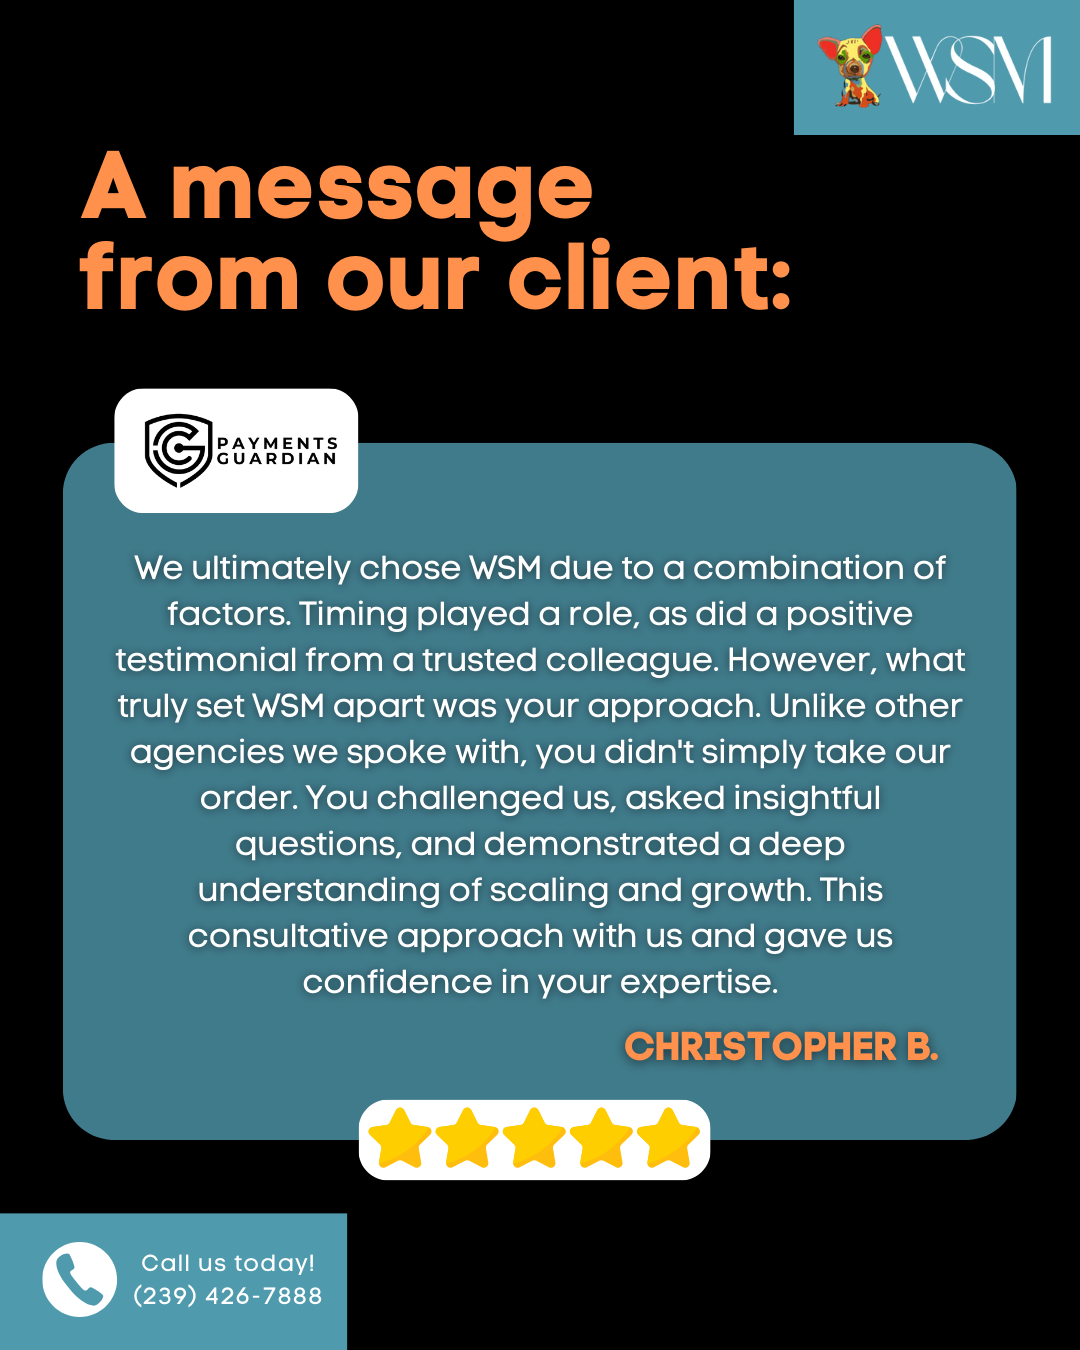 WSM
A message
from our client:
PAYMENTS
GUARDIAN
We ultimately chose WSM due to a combination of
factors. Timing played a role, as did a positive
testimonial from a trusted colleague. However, what
truly set WSM apart was your approach. Unlike other
agencies we spoke with, you didn't simply take our
order. You challenged us, asked insightful
questions, and demonstrated a deep
understanding of scaling and growth. This
consultative approach with us and gave us
confidence in your expertise.
CHRISTOPHER B.
Call us today!
(239) 426-7888